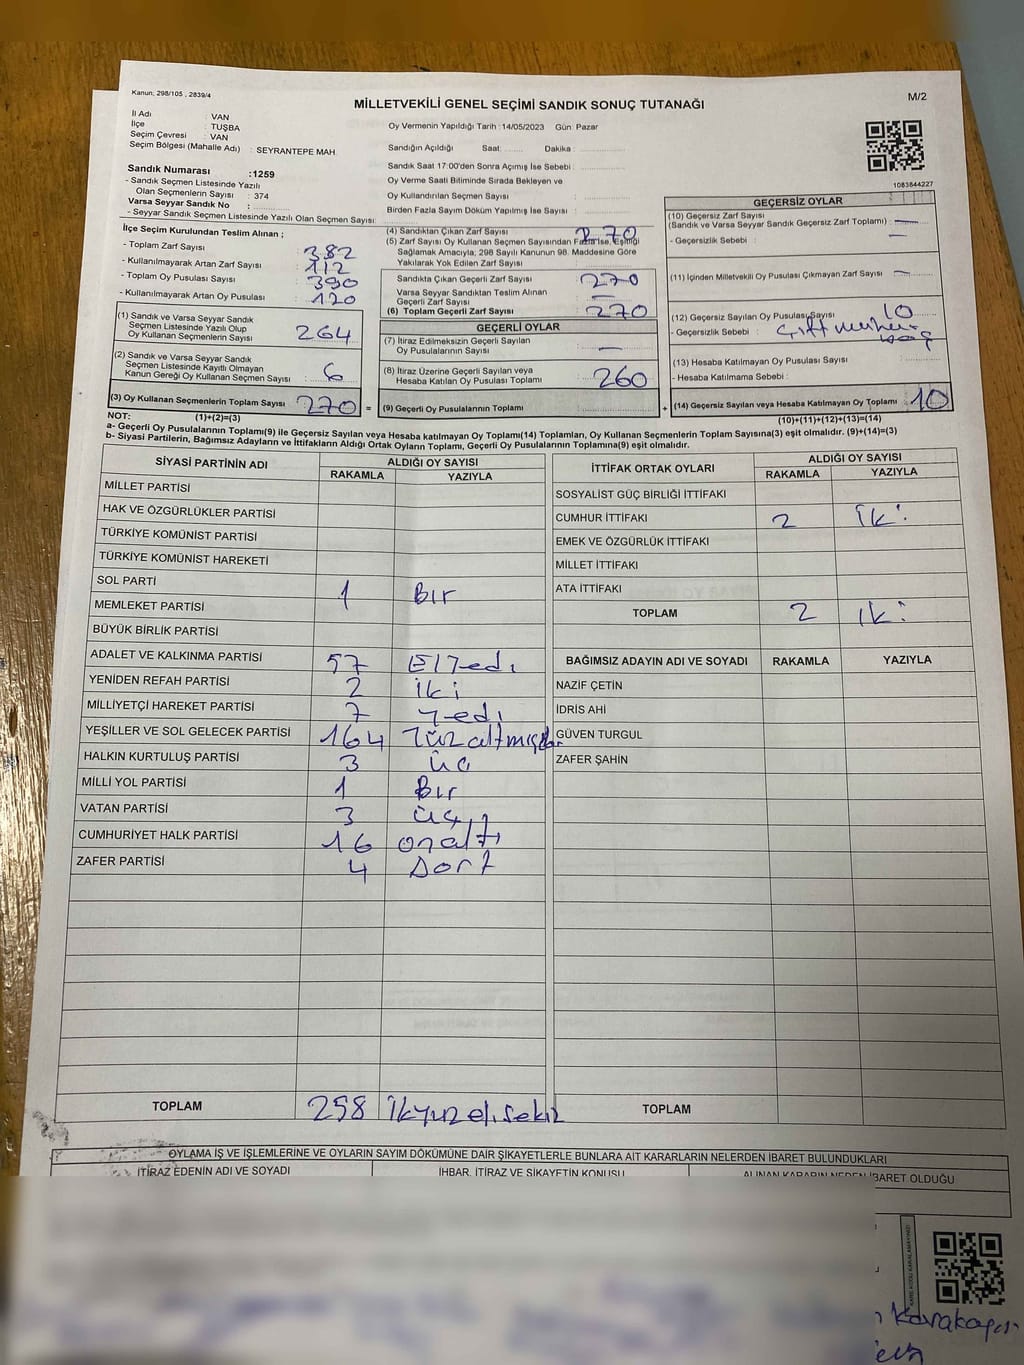 Kanun: 298/105 , 2839/4
MİLLETVEKİLİ GENEL SEÇİMİ SANDIK SONUÇ TUTANAĞI
M/2
İl Adı : VAN
İlçe : TUŞBA
Seçim Çevresi : VAN
Seçim Bölgesi (Mahalle Adı) : SEYRANTEPE MAH.
Sandık Numarası :1259
- Sandık Seçmen Listesinde Yazılı
Olan Seçmenlerin Sayısı : 374
Varsa Seyyar Sandık No :
- Seyyar Sandık Seçmen Listesinde Yazılı Olan Seçmen Sayısı:
Oy Vermenin Yapıldığı Tarih :14/05/2023 Gün: Pazar
Sandığın Açıldığı Saat: Dakika :
Sandık Saat 17:00'den Sonra Açımış İse Sebebi :
Oy Verme Saati Bitiminde Sırada Bekleyen ve
Oy Kullandırılan Seçmen Sayısı :
Birden Fazla Sayım Döküm Yapılmış İse Sayısı :
1083844227
İlçe Seçim Kurulundan Teslim Alınan ;
- Toplam Zarf Sayısı : 382
- Kullanılmayarak Artan Zarf Sayısı : 112
- Toplam Oy Pusulası Sayısı : 390
- Kullanılmayarak Artan Oy Pusulası : 120
(1) Sandık ve Varsa Seyyar Sandık
Seçmen Listesinde Yazılı Olup
Oy Kullanan Seçmen Sayısı : 264
(2) Sandık ve Varsa Seyyar Sandık
Seçmen Listesinde Kayıtlı Olmayan
Kanun Gereği Oy Kullanan Seçmen Sayısı : 6
(3) Oy Kullanan Seçmenlerin Toplam Sayısı : 270 =
(4) Sandıktan Çıkan Zarf Sayısı : 270
(5) Zarf Sayısı Oy Kullanan Seçmen Sayısından Fazla İse, Eşitliği
Sağlamak Amacıyla; 298 Sayılı Kanunun 98. Maddesine Göre
Yakılarak Yok Edilen Zarf Sayısı :
Sandıkta Çıkan Geçerli Zarf Sayısı : 270
Varsa Seyyar Sandıktan Teslim Alınan
Geçerli Zarf Sayısı : —
(6) Toplam Geçerli Zarf Sayısı : 270
GEÇERLİ OYLAR
(7) İtiraz Edilmeksizin Geçerli Sayılan
Oy Pusulalarının Sayısı : —
(8) İtiraz Üzerine Geçerli Sayılan veya
Hesaba Katılan Oy Pusulası Toplamı : 260
(9) Geçerli Oy Pusulalarının Toplamı : +
GEÇERSİZ OYLAR
(10) Geçersiz Zarf Sayısı
(Sandık ve Varsa Seyyar Sandık Geçersiz Zarf Toplamı) : —
- Geçersizlik Sebebi : —
(11) İçinden Milletvekili Oy Pusulası Çıkmayan Zarf Sayısı : —
(12) Geçersiz Sayılan Oy Pusulası Sayısı : 10
- Geçersizlik Sebebi : Çift
(13) Hesaba Katılmayan Oy Pusulası Sayısı :
- Hesaba Katılmama Sebebi :
(14) Geçersiz Sayılan veya Hesaba Katılmayan Oy Toplamı : 10
NOT: (1)+(2)=(3)
(10)+(11)+(12)+(13)=(14)
a- Geçerli Oy Pusulalarının Toplamı(9) ile Geçersiz Sayılan veya Hesaba katılmayan Oy Toplamı(14) Toplamları, Oy Kullanan Seçmenlerin Toplam Sayısına(3) eşit olmalıdır. (9)+(14)=(3)
b- Siyasi Partilerin, Bağımsız Adayların ve İttifakların Aldığı Ortak Oyların Toplamı, Geçerli Oy Pusulalarının Toplamına(9) eşit olmalıdır.
SİYASİ PARTİNİN ADI ALDIĞI OY SAYISI
RAKAMLA YAZIYLA
MİLLET PARTİSİ
HAK VE ÖZGÜRLÜKLER PARTİSİ
TÜRKİYE KOMÜNİST PARTİSİ
TÜRKİYE KOMÜNİST HAREKETİ
SOL PARTİ 1 Bır
MEMLEKET PARTİSİ
BÜYÜK BİRLİK PARTİSİ
ADALET VE KALKINMA PARTİSİ 57
YENİDEN REFAH PARTİSİ 2 iki
MİLLİYETÇİ HAREKET PARTİSİ 7 yedı
YEŞİLLER VE SOL GELECEK PARTİSİ 164
HALKIN KURTULUŞ PARTİSİ 3 üç
MİLLİ YOL PARTİSİ 1 Bır
VATAN PARTİSİ 3 üç
CUMHURİYET HALK PARTİSİ 16 onaltı
ZAFER PARTİSİ 4 Dört
TOPLAM 258
İTTİFAK ORTAK OYLARI ALDIĞI OY SAYISI
RAKAMLA YAZIYLA
SOSYALİST GÜÇ BİRLİĞİ İTTİFAKI
CUMHUR İTTİFAKI 2 iki
EMEK VE ÖZGÜRLÜK İTTİFAKI
MİLLET İTTİFAKI
ATA İTTİFAKI
TOPLAM 2 iki
BAĞIMSIZ ADAYIN ADI VE SOYADI RAKAMLA YAZIYLA
NAZİF ÇETİN
İDRİS AHİ
GÜVEN TURGUL
ZAFER ŞAHİN
TOPLAM
OYLAMA İŞ VE İŞLEMLERİNE VE OYLARIN SAYIM DÖKÜMÜNE DAİR ŞİKAYETLERLE BUNLARA AİT KARARLARIN NELERDEN İBARET BULUNDUKLARI
İTİRAZ EDENİN ADI VE SOYADI İHBAR, İTİRAZ VE ŞİKAYETİN KONUSU ALINAN KARARIN NEDEN İBARET OLDUĞU